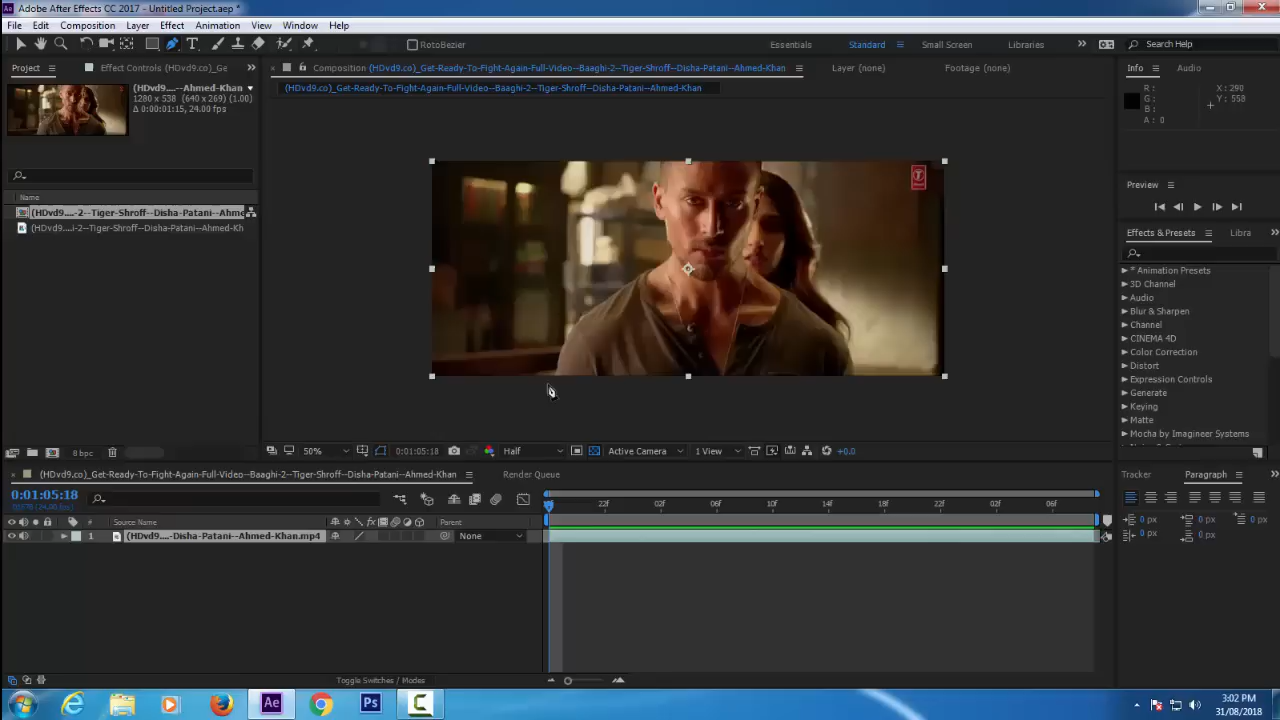 Adobe After Effects CC 2017 - Untitled Project.aep *
File Edit Composition Layer Effect Animation View Window Help
RotoBezier Essentials Standard Small Screen Libraries Search Help
Project Effect Controls (HDvd9.co)_Ge
Composition (HDvd9.co)_Get-Ready-To-Fight-Again-Full-Video--Baaghi-2--Tiger-Shroff--Disha-Patani--Ahmed-Khan Layer (none) Footage (none)
Info Audio
(HDvd9.co)_Get-Ready-To-Fight-Again-Full-Video--Baaghi-2--Tiger-Shroff--Disha-Patani--Ahmed-Khan
(HDvd9....--Ahmed-Khan
1280 x 538 (640 x 269) (1.00)
Δ 0:00:01:15, 24.00 fps
R :
G :
B :
A : 0
X : 290
Y : 558
Name
(HDvd9....-2--Tiger-Shroff--Disha-Patani--Ahme
(HDvd9....i-2--Tiger-Shroff--Disha-Patani--Ahmed-Kh
T
Preview
Effects & Presets Libra
* Animation Presets
3D Channel
Audio
Blur & Sharpen
Channel
CINEMA 4D
Color Correction
Distort
Expression Controls
Generate
Keying
Matte
Mocha by Imagineer Systems
8 bpc
50% 0:01:05:18 Half Active Camera 1 View +0.0
(HDvd9.co)_Get-Ready-To-Fight-Again-Full-Video--Baaghi-2--Tiger-Shroff--Disha-Patani--Ahmed-Khan Render Queue
Tracker Paragraph
0:01:05:18
(24.00 fps)
22f 02f 06f 10f 14f 18f 22f 02f 06f
# Source Name Parent
1 (HDvd9....-Disha-Patani--Ahmed-Khan.mp4 None
0 px 0 px 0 px
0 px 0 px
Toggle Switches / Modes
Ae Ps C
3:02 PM
31/08/2018